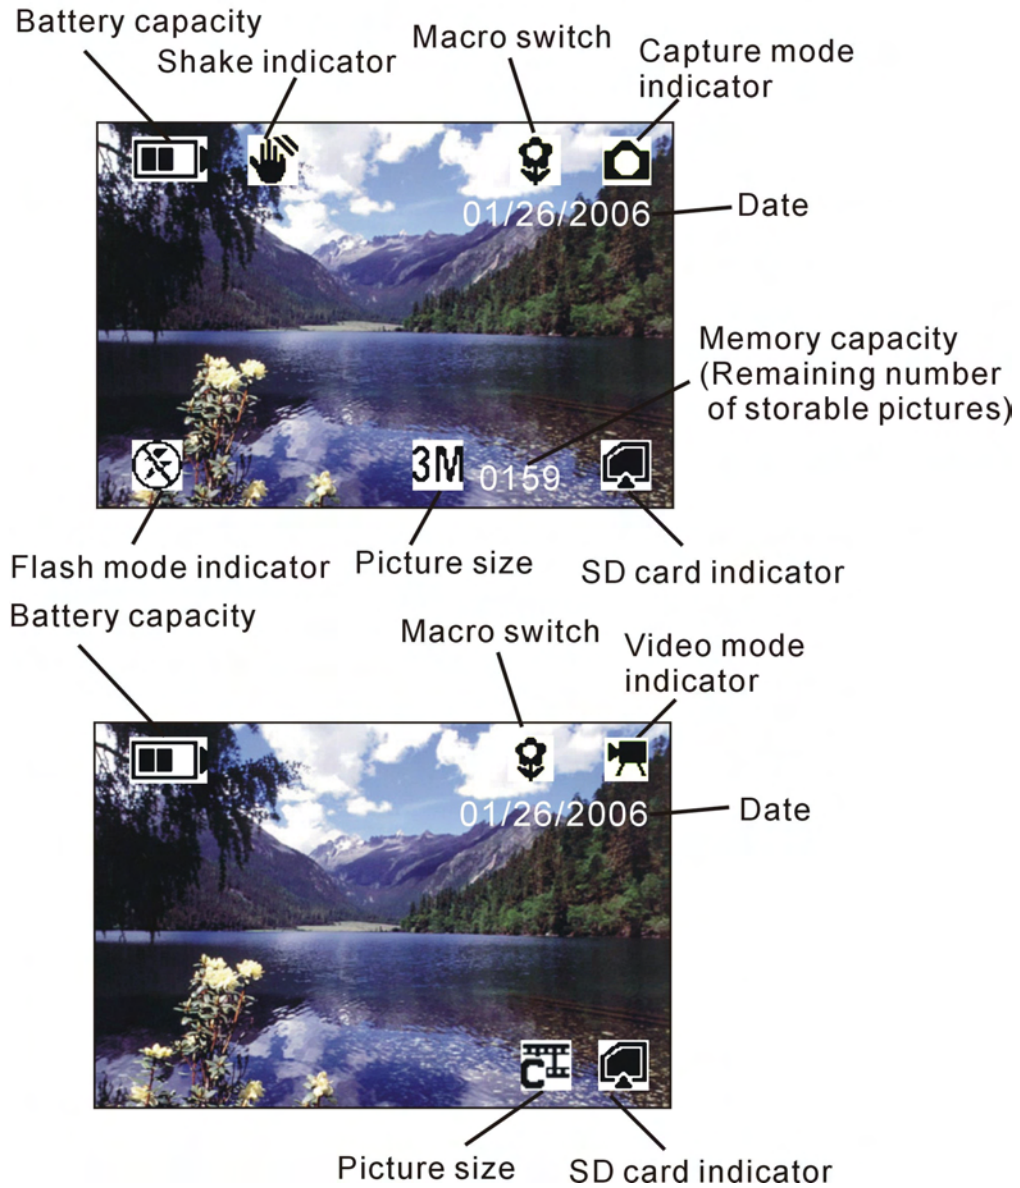 Battery capacity
Shake indicator
Macro switch
Capture mode
indicator
01/26/2006
Date
Memory capacity
(Remaining number
of storable pictures)
3M
0159
Flash mode indicator
Picture size
SD card indicator
Battery capacity
Macro switch
Video mode
indicator
01/26/2006
Date
C
Picture size
SD card indicator